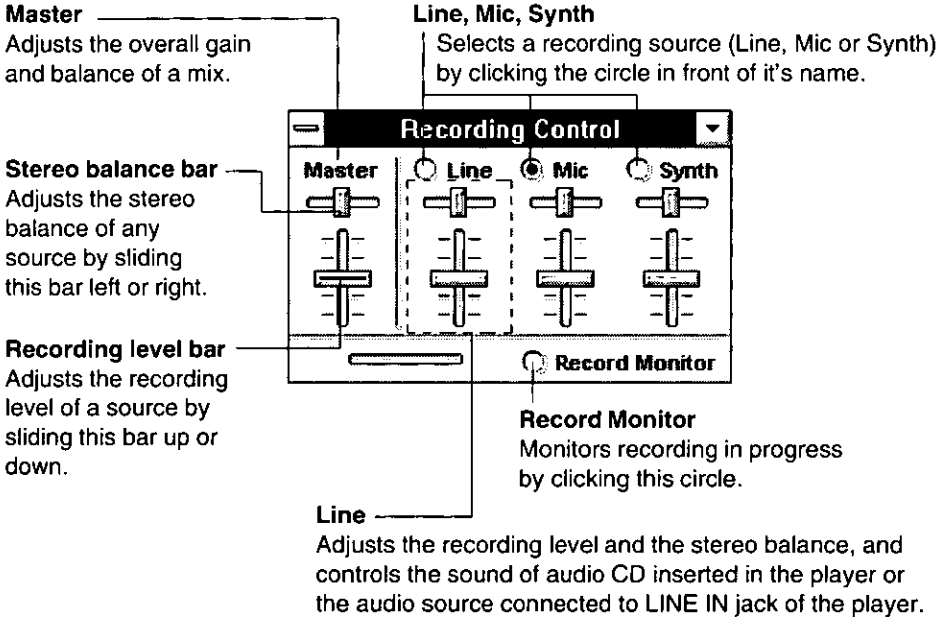 Master
Adjusts the overall gain
and balance of a mix.
Line, Mic, Synth
Selects a recording source (Line, Mic or Synth)
by clicking the circle in front of it's name.
Recording Control
Master
Line
Mic
Synth
Stereo balance bar
Adjusts the stereo
balance of any
source by sliding
this bar left or right.
Recording level bar
Adjusts the recording
level of a source by
sliding this bar up or
down.
Record Monitor
Record Monitor
Monitors recording in progress
by clicking this circle.
Line
Adjusts the recording level and the stereo balance, and
controls the sound of audio CD inserted in the player or
the audio source connected to LINE IN jack of the player.